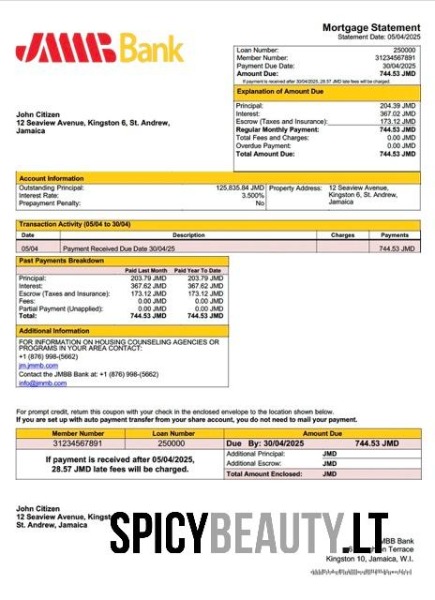 JMMB Bank
Mortgage Statement
Statement Date: 05/04/2025
Loan Number: 250000
Member Number: 31234567891
Payment Due Date: 30/04/2025
Amount Due: 744.53 JMD
If payment is received after 30/04/2025, 28.57 JMD late fees will be charged.
John Citizen
12 Seaview Avenue, Kingston 6, St. Andrew,
Jamaica
Explanation of Amount Due
Principal: 204.39 JMD
Interest: 367.02 JMD
Escrow (Taxes and Insurance): 173.12 JMD
Regular Monthly Payment: 744.53 JMD
Total Fees and Charges: 0.00 JMD
Overdue Payment: 0.00 JMD
Total Amount Due: 744.53 JMD
Account Information
Outstanding Principal: 125,835.84 JMD Property Address: 12 Seaview Avenue,
Interest Rate: 3.500% Kingston 6, St. Andrew,
Prepayment Penalty: No Jamaica
Transaction Activity (05/04 to 30/04)
Date Description Charges Payments
05/04 Payment Received Due Date 30/04/25 744.53 JMD
Past Payments Breakdown
Paid Last Month Paid Year To Date
Principal: 203.79 JMD 203.79 JMD
Interest: 367.62 JMD 367.62 JMD
Escrow (Taxes and Insurance): 173.12 JMD 173.12 JMD
Fees: 0.00 JMD 0.00 JMD
Partial Payment (Unapplied): 0.00 JMD 0.00 JMD
Total: 744.53 JMD 744.53 JMD
Additional Information
FOR INFORMATION ON HOUSING COUNSELING AGENCIES OR
PROGRAMS IN YOUR AREA CONTACT:
+1 (876) 998-(5662)
jm.jmmb.com
Contact the JMBB Bank at: +1 (876) 998-(5662)
info@jmmb.com
For prompt credit, return this coupon with your check in the enclosed envelope to the location shown below.
If you are set up with auto payment transfer from your share account, you do not need to mail your payment.
Member Number Loan Number Amount Due
31234567891 250000 Due By: 30/04/2025 744.53 JMD
If payment is received after 05/04/2025,
28.57 JMD late fees will be charged.
Additional Principal: JMD
Additional Escrow: JMD
Total Amount Enclosed: JMD
John Citizen
12 Seaview Avenue, Kingst
St. Andrew, Jamaica
SPICYBEAUTY.LT
MBB Bank
Terrace
Kingston 10, Jamaica, W.I.